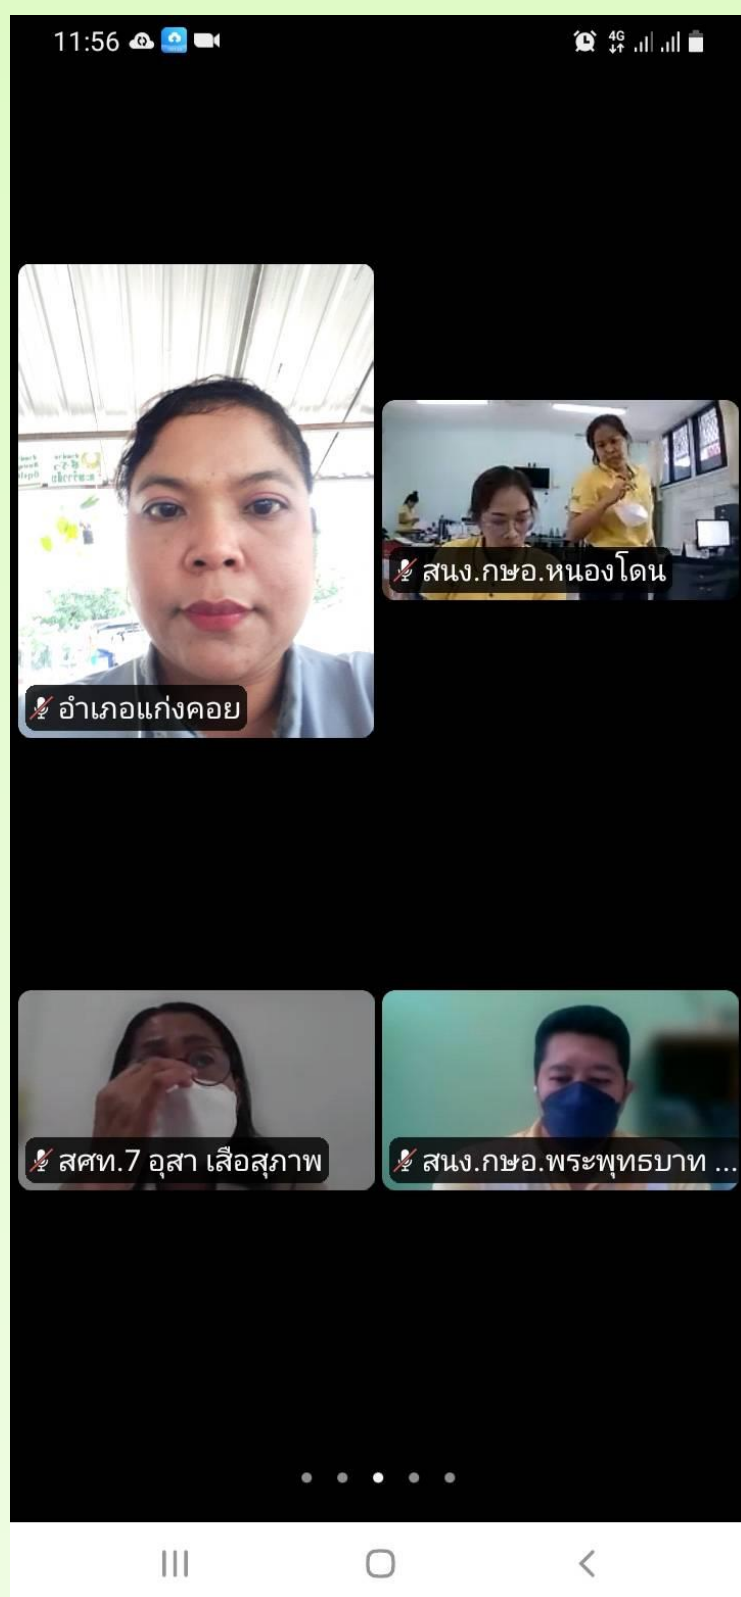 11:56
4G
อำเภอแก่งคอย
สนง.กษอ.หนองโดน
สศท.7 อุสา เสือสุภาพ
สนง.กษอ.พระพุทธบาท ...